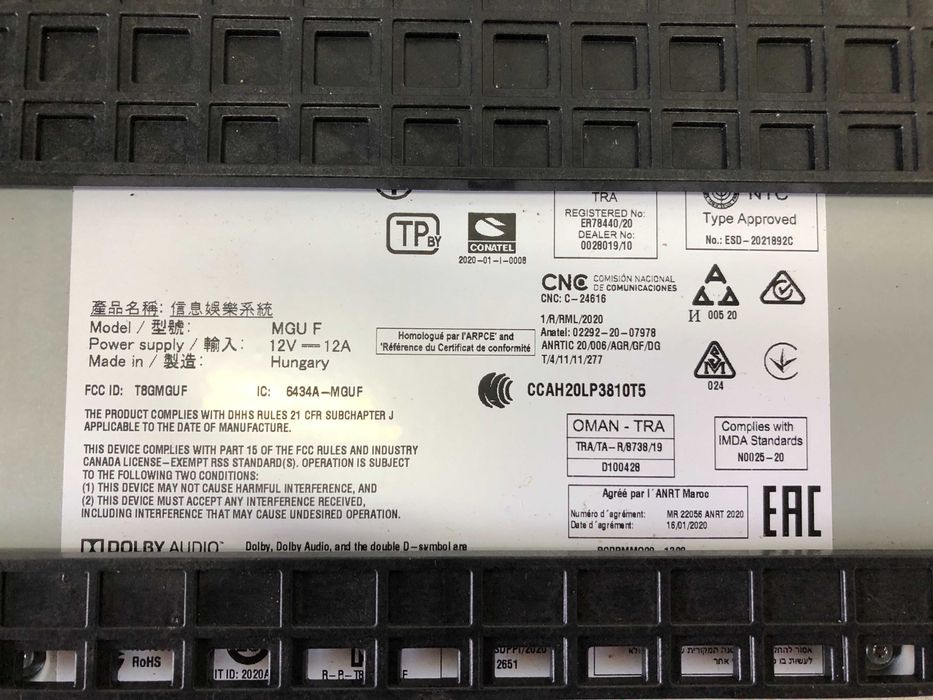 TRA
REGISTERED No:
ER78440/20
DEALER No:
0028019/10
NTC
Type Approved
No.: ESD-2021892C
TP BY
CONATEL
2020-01-I-0008
CNC COMISIÓN NACIONAL
DE COMUNICACIONES
CNC: C-24616
И 005 20
產品名稱: 信息娛樂系統
Model / 型號: MGU F
Power supply / 輸入: 12V — 12A
Made in / 製造: Hungary
Homologué par l'ARPCE' and
'Référence du Certificat de conformité
1/R/RML/2020
Anatel: 02292-20-07978
ANRTIC 20/006/AGR/GF/DG
T/4/11/11/277
024
FCC ID: T8GMGUF IC: 6434A-MGUF
CCAH20LP3810T5
THE PRODUCT COMPLIES WITH DHHS RULES 21 CFR SUBCHAPTER J
APPLICABLE TO THE DATE OF MANUFACTURE.
OMAN - TRA
TRA/TA-R/8738/19
D100428
Complies with
IMDA Standards
N0025-20
THIS DEVICE COMPLIES WITH PART 15 OF THE FCC RULES AND INDUSTRY
CANADA LICENSE-EXEMPT RSS STANDARD(S). OPERATION IS SUBJECT
TO THE FOLLOWING TWO CONDITIONS:
(1) THIS DEVICE MAY NOT CAUSE HARMFUL INTERFERENCE, AND
(2) THIS DEVICE MUST ACCEPT ANY INTERFERENCE RECEIVED,
INCLUDING INTERFERENCE THAT MAY CAUSE UNDESIRED OPERATION.
Agréé par l´ANRT Maroc
Numéro d´agrément: MR 22056 ANRT 2020
Date d´agrément: 16/01/2020
EAC
DOLBY AUDIO™ Dolby, Dolby Audio, and the double D-symbol are
RoHS
2651